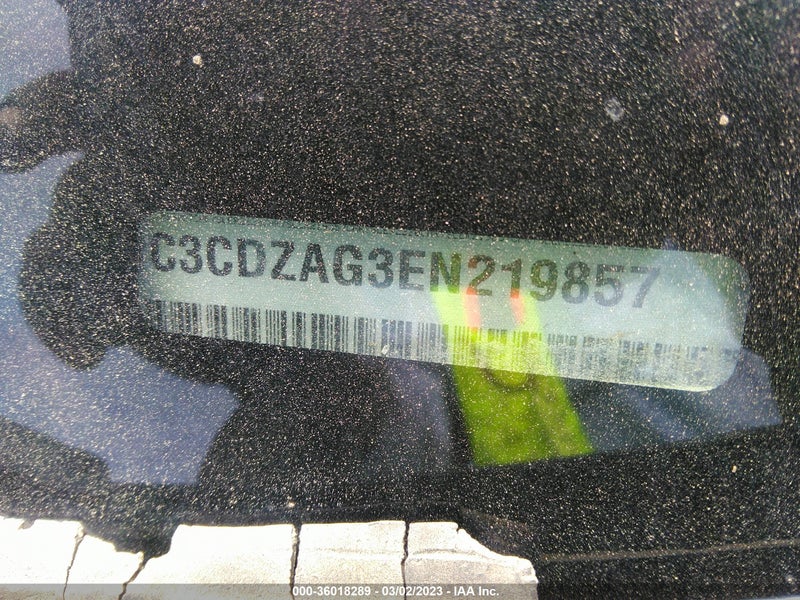 C3CDZAG3EN219857
000-36018289 - 03/02/2023 - IAA Inc.